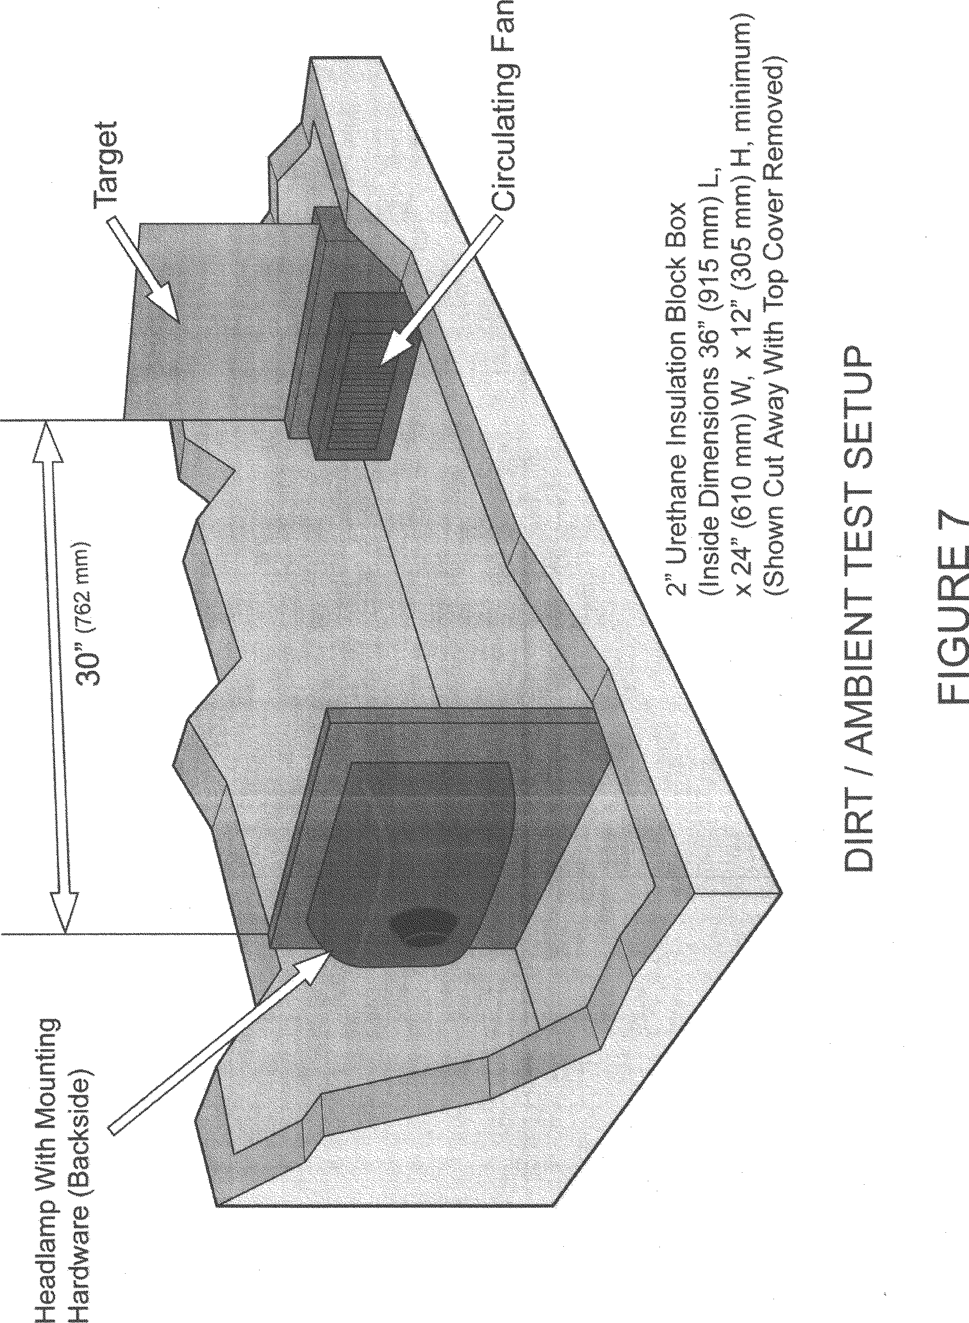 Headlamp With Mounting
Hardware (Backside)
30” (762 mm)
Target
Circulating Fan
2” Urethane Insulation Block Box
(Inside Dimensions 36” (915 mm) L,
x 24” (610 mm) W, x 12” (305 mm) H, minimum)
(Shown Cut Away With Top Cover Removed)
DIRT / AMBIENT TEST SETUP
FIGURE 7